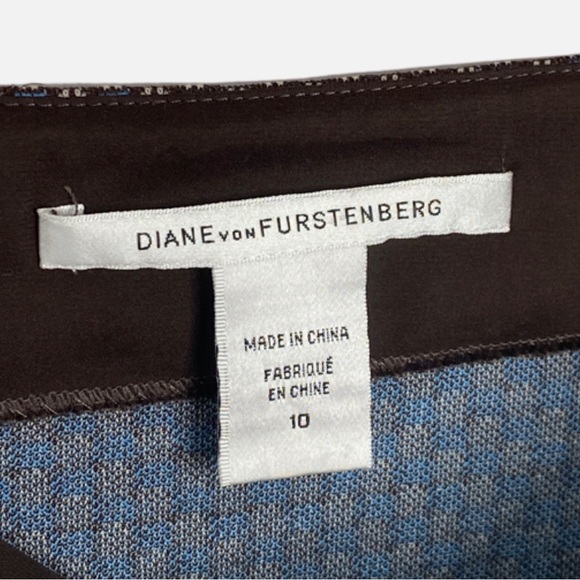 DIANE VON FURSTENBERG
MADE IN CHINA
FABRIQUÉ
EN CHINE
10